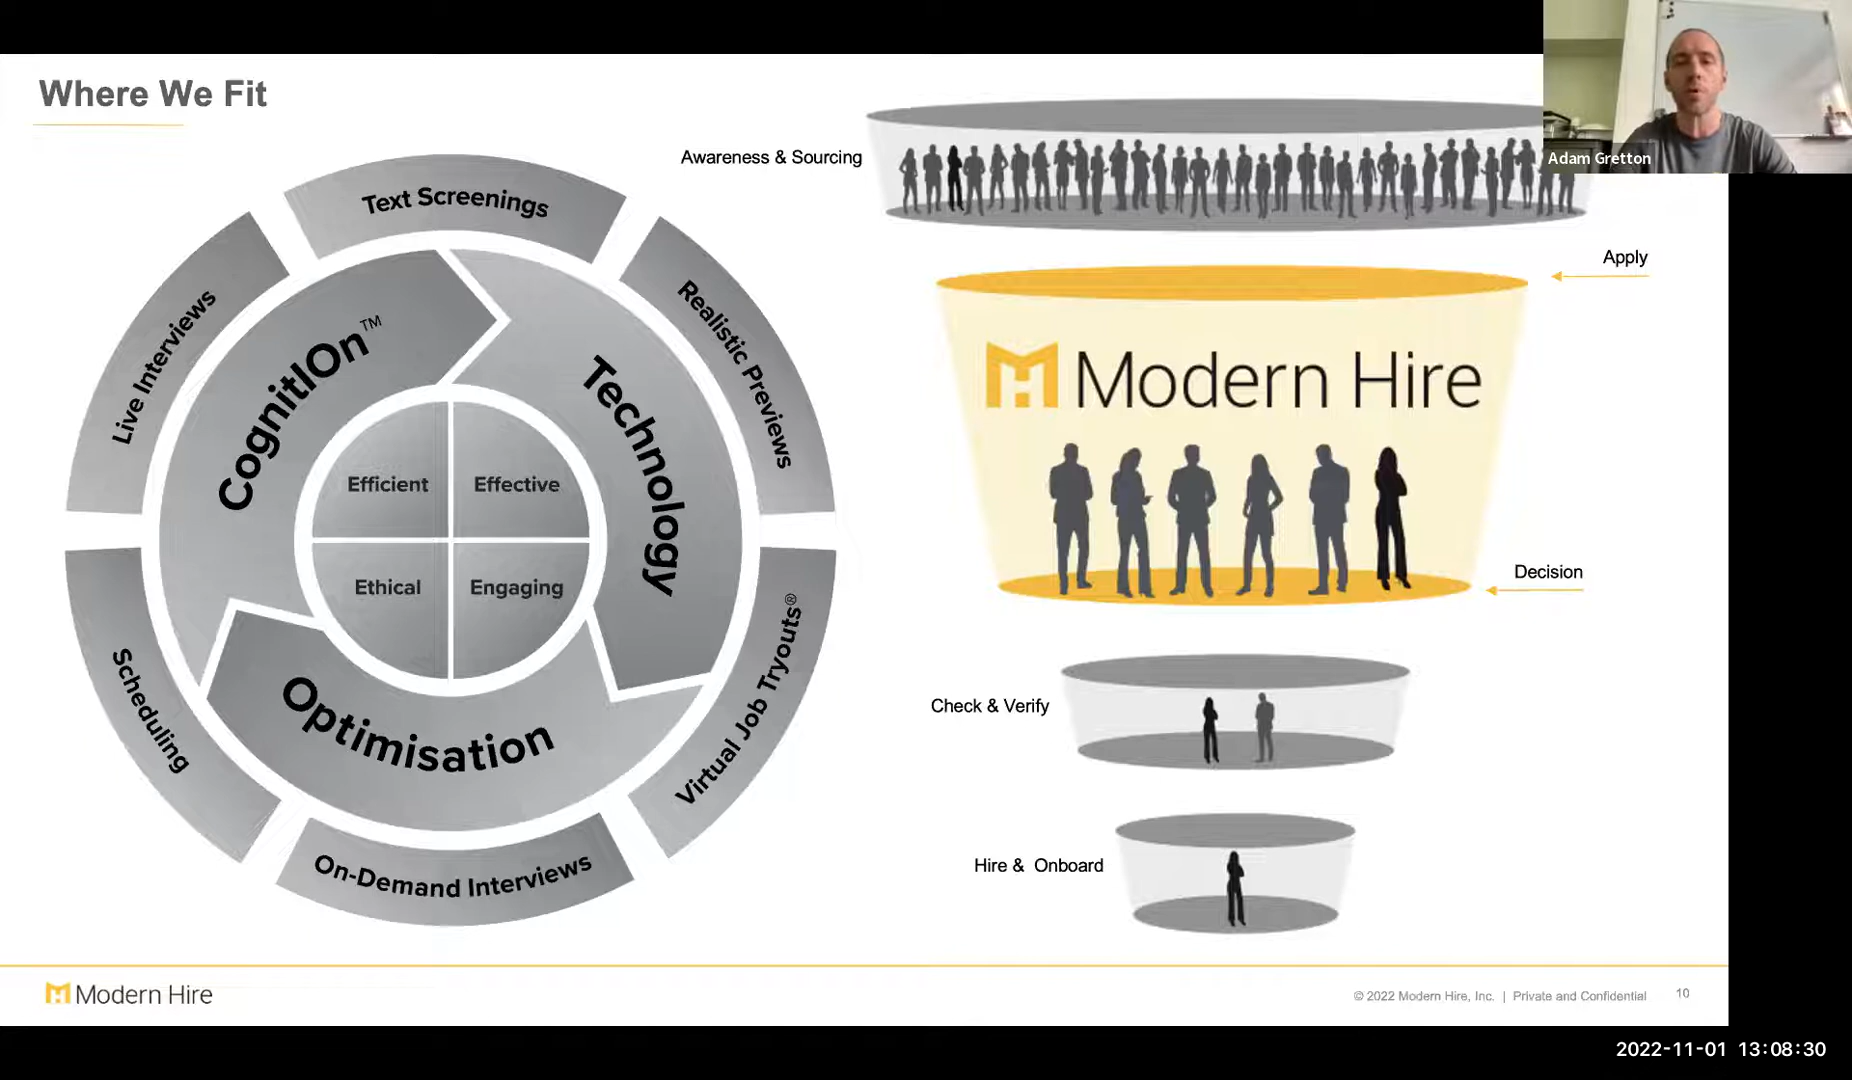 Where We Fit
Text Screenings
Realistic Previews
Virtual Job Tryouts®
On-Demand Interviews
Scheduling
Live Interviews
CognitIOn™
Technology
Optimisation
Efficient
Effective
Ethical
Engaging
Awareness & Sourcing
Apply
Modern Hire
Decision
Check & Verify
Hire & Onboard
Adam Gretton
Modern Hire
© 2022 Modern Hire, Inc. | Private and Confidential
10
2022-11-01 13:08:30